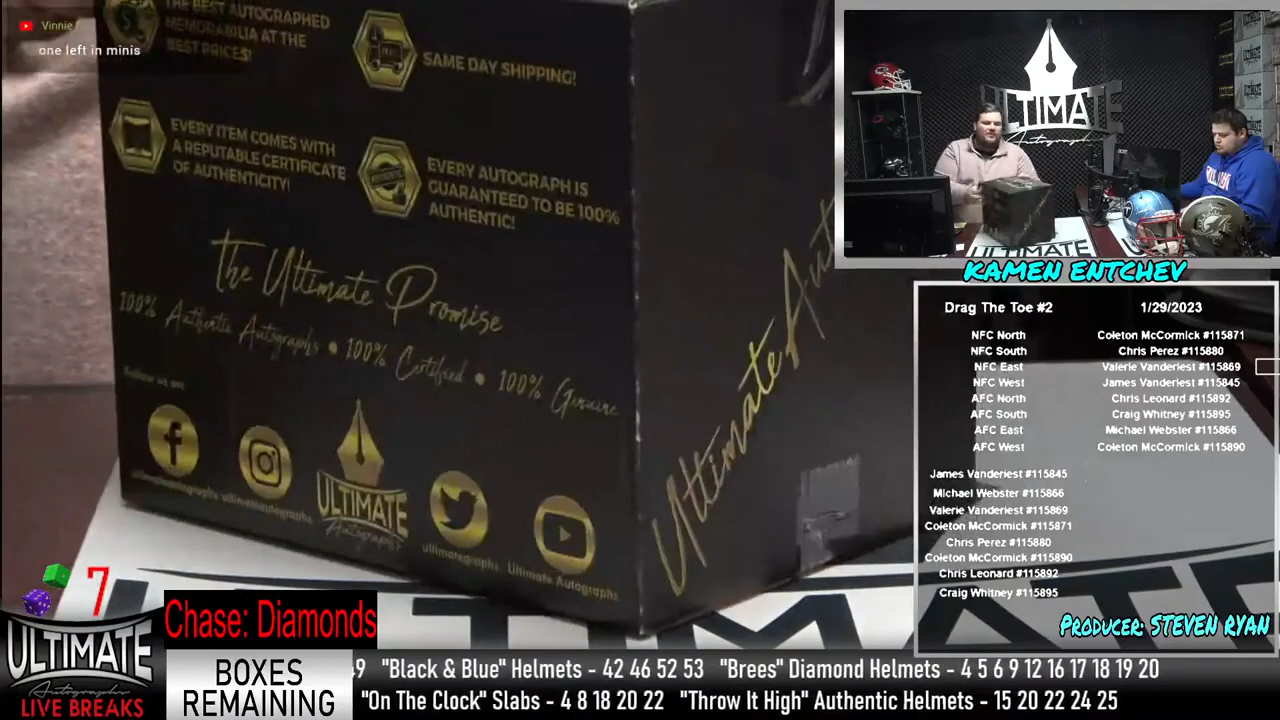 Vinnie
one left in minis
THE BEST AUTOGRAPHED
MEMORABILIA AT THE
BEST PRICES!
SAME DAY SHIPPING!
EVERY ITEM COMES WITH
A REPUTABLE CERTIFICATE
OF AUTHENTICITY!
EVERY AUTOGRAPH IS
GUARANTEED TO BE 100%
AUTHENTIC!
The Ultimate Promise
100% Authentic Autographs • 100% Certified • 100% Genuine
Follow us on
ultimateautographs
ULTIMATE
Autographs
ultimategraphs
Ultimate Autographs
Ultimate Aut
ULTIMATE
Autographs
ULTIMATE
KAMEN ENTCHEV
Drag The Toe #2 1/29/2023
NFC North Coleton McCormick #115871
NFC South Chris Perez #115880
NFC East Valerie Vanderiest #115869
NFC West James Vanderiest #115845
AFC North Chris Leonard #115892
AFC South Craig Whitney #115895
AFC East Michael Webster #115866
AFC West Coleton McCormick #115890
James Vanderiest #115845
Michael Webster #115866
Valerie Vanderiest #115869
Coleton McCormick #115871
Chris Perez #115880
Coleton McCormick #115890
Chris Leonard #115892
Craig Whitney #115895
PRODUCER: STEVEN RYAN
7
Chase: Diamonds
ULTIMATE
Autographs
LIVE BREAKS
BOXES
REMAINING
49 "Black & Blue" Helmets - 42 46 52 53 "Brees" Diamond Helmets - 4 5 6 9 12 16 17 18 19 20
"On The Clock" Slabs - 4 8 18 20 22 "Throw It High" Authentic Helmets - 15 20 22 24 25